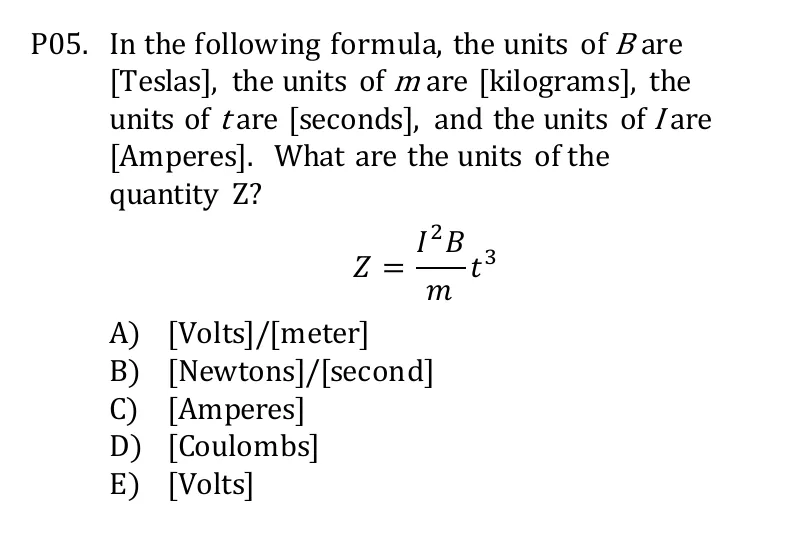 P05. In the following formula, the units of B are
[Teslas], the units of m are [kilograms], the
units of t are [seconds], and the units of I are
[Amperes]. What are the units of the
quantity Z?
Z = \frac{I^2 B}{m} t^3
A) [Volts]/[meter]
B) [Newtons]/[second]
C) [Amperes]
D) [Coulombs]
E) [Volts]